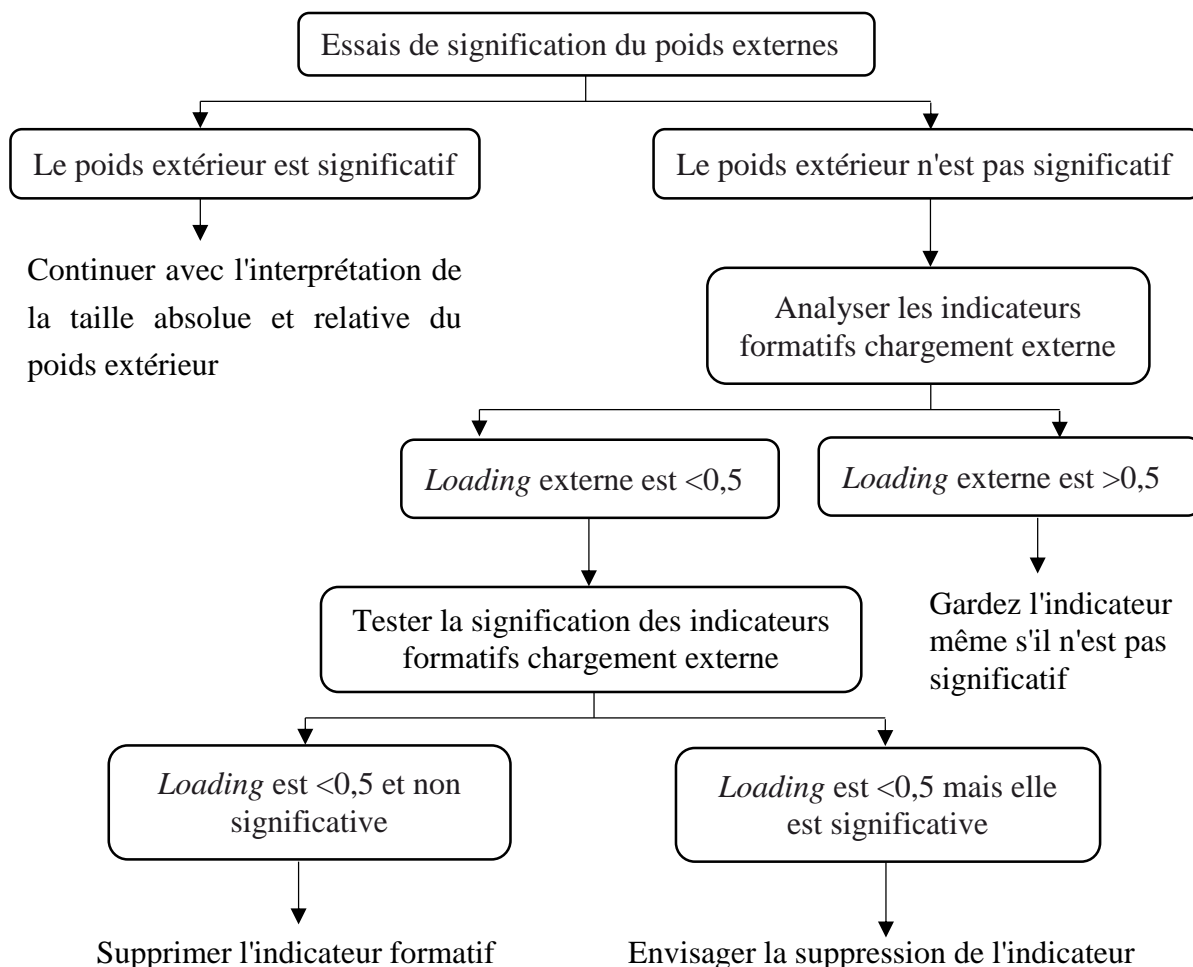 Essais de signification du poids externes
Le poids extérieur est significatif
Le poids extérieur n'est pas significatif
Continuer avec l'interprétation de
la taille absolue et relative du
poids extérieur
Analyser les indicateurs
formatifs chargement externe
Loading externe est <0,5
Loading externe est >0,5
Tester la signification des indicateurs
formatifs chargement externe
Gardez l'indicateur
même s'il n'est pas
significatif
Loading est <0,5 et non
significative
Loading est <0,5 mais elle
est significative
Supprimer l'indicateur formatif
Envisager la suppression de l'indicateur